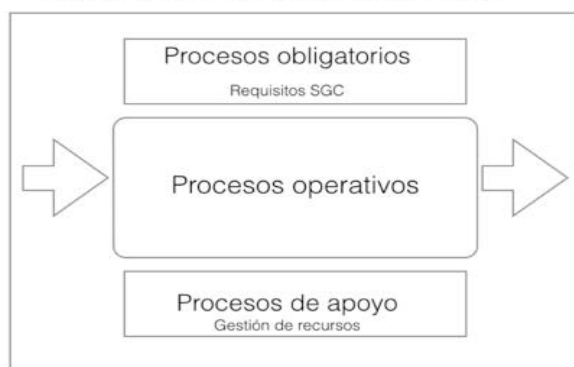 Procesos obligatorios
Requisitos SGC
Procesos operativos
Procesos de apoyo
Gestión de recursos